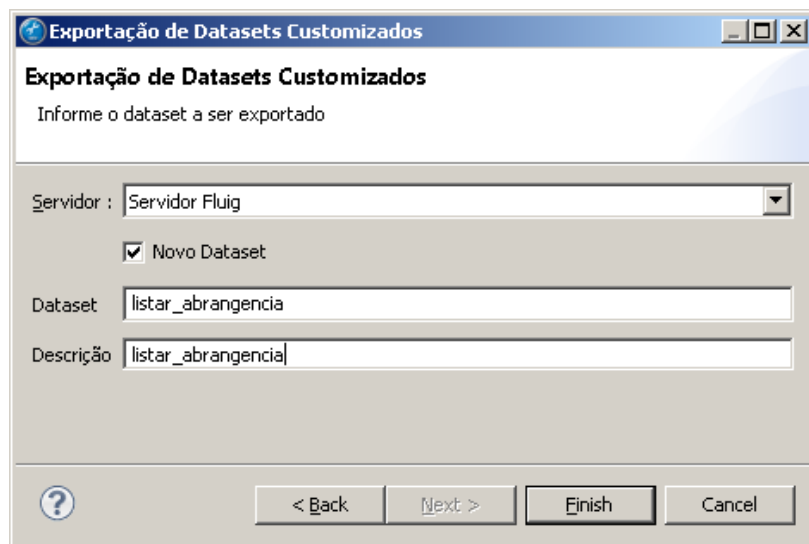 Exportação de Datasets Customizados
Exportação de Datasets Customizados
Informe o dataset a ser exportado
Servidor : Servidor Fluig
Novo Dataset
Dataset listar_abrangencia
Descrição listar_abrangencia
? < Back Next > Finish Cancel